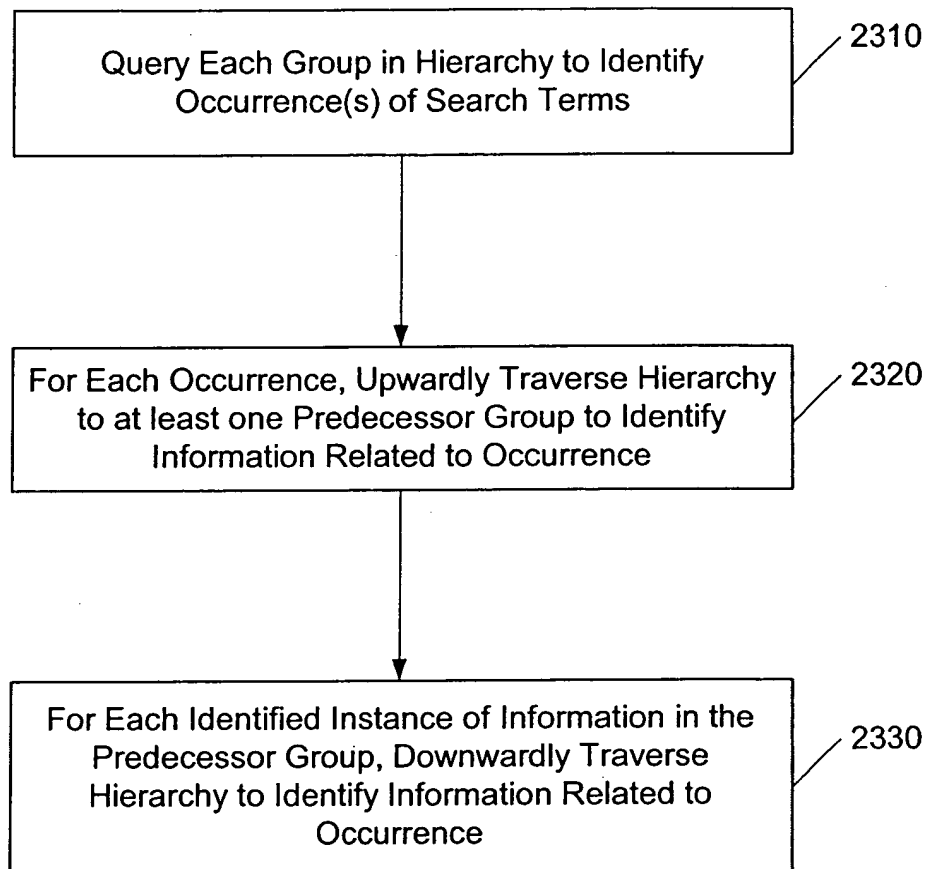 Query Each Group in Hierarchy to Identify
Occurrence(s) of Search Terms
2310
For Each Occurrence, Upwardly Traverse Hierarchy
to at least one Predecessor Group to Identify
Information Related to Occurrence
2320
For Each Identified Instance of Information in the
Predecessor Group, Downwardly Traverse
Hierarchy to Identify Information Related to
Occurrence
2330